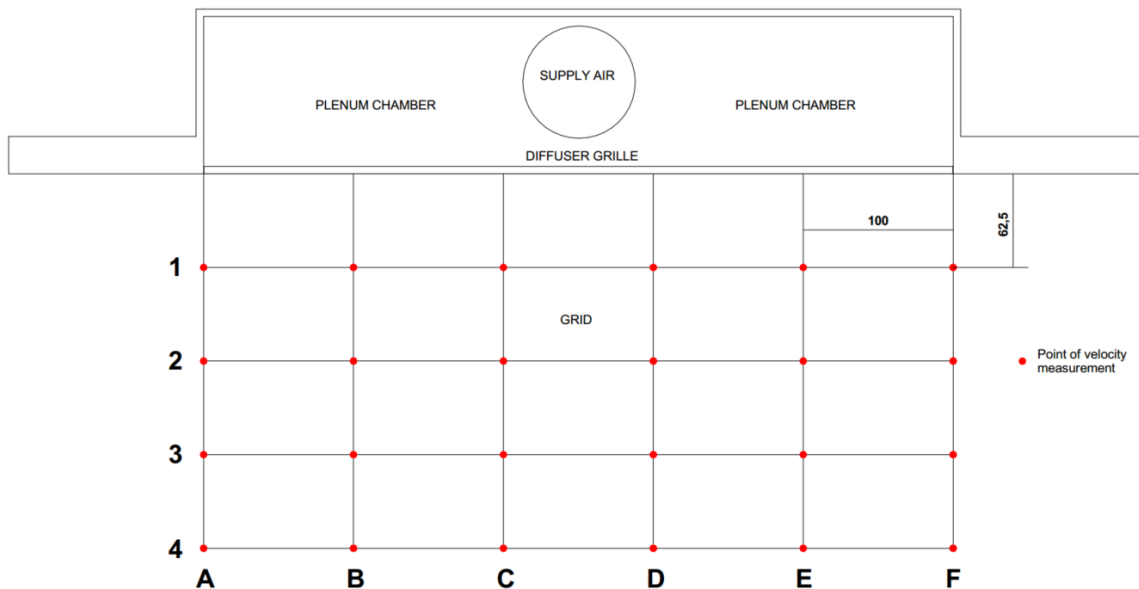 SUPPLY AIR
PLENUM CHAMBER
PLENUM CHAMBER
DIFFUSER GRILLE
100
62,5
1
GRID
2
Point of velocity
measurement
3
4
A
B
C
D
E
F